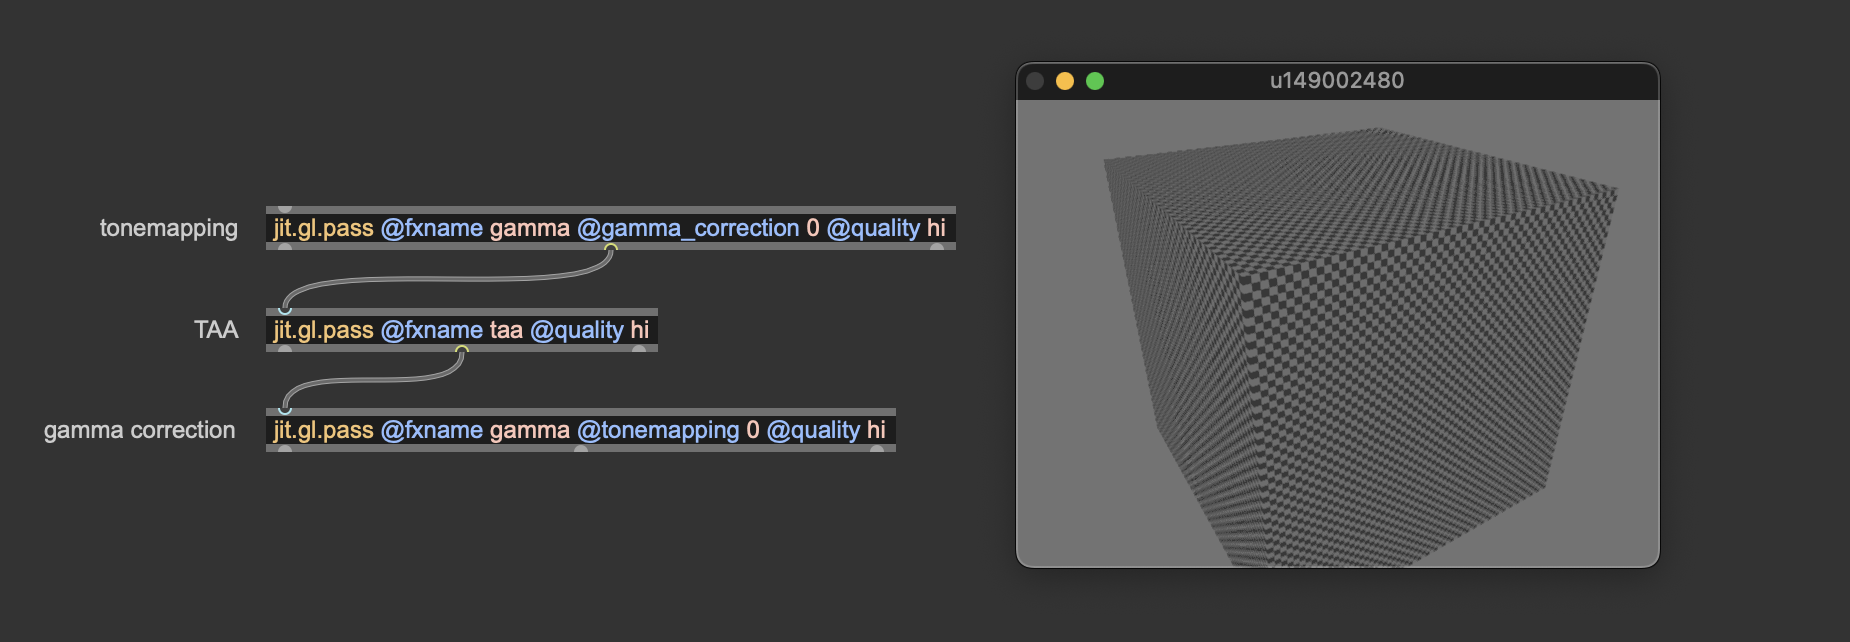 u149002480
tonemapping
jit.gl.pass @fxname gamma @gamma_correction 0 @quality hi
TAA
jit.gl.pass @fxname taa @quality hi
gamma correction
jit.gl.pass @fxname gamma @tonemapping 0 @quality hi